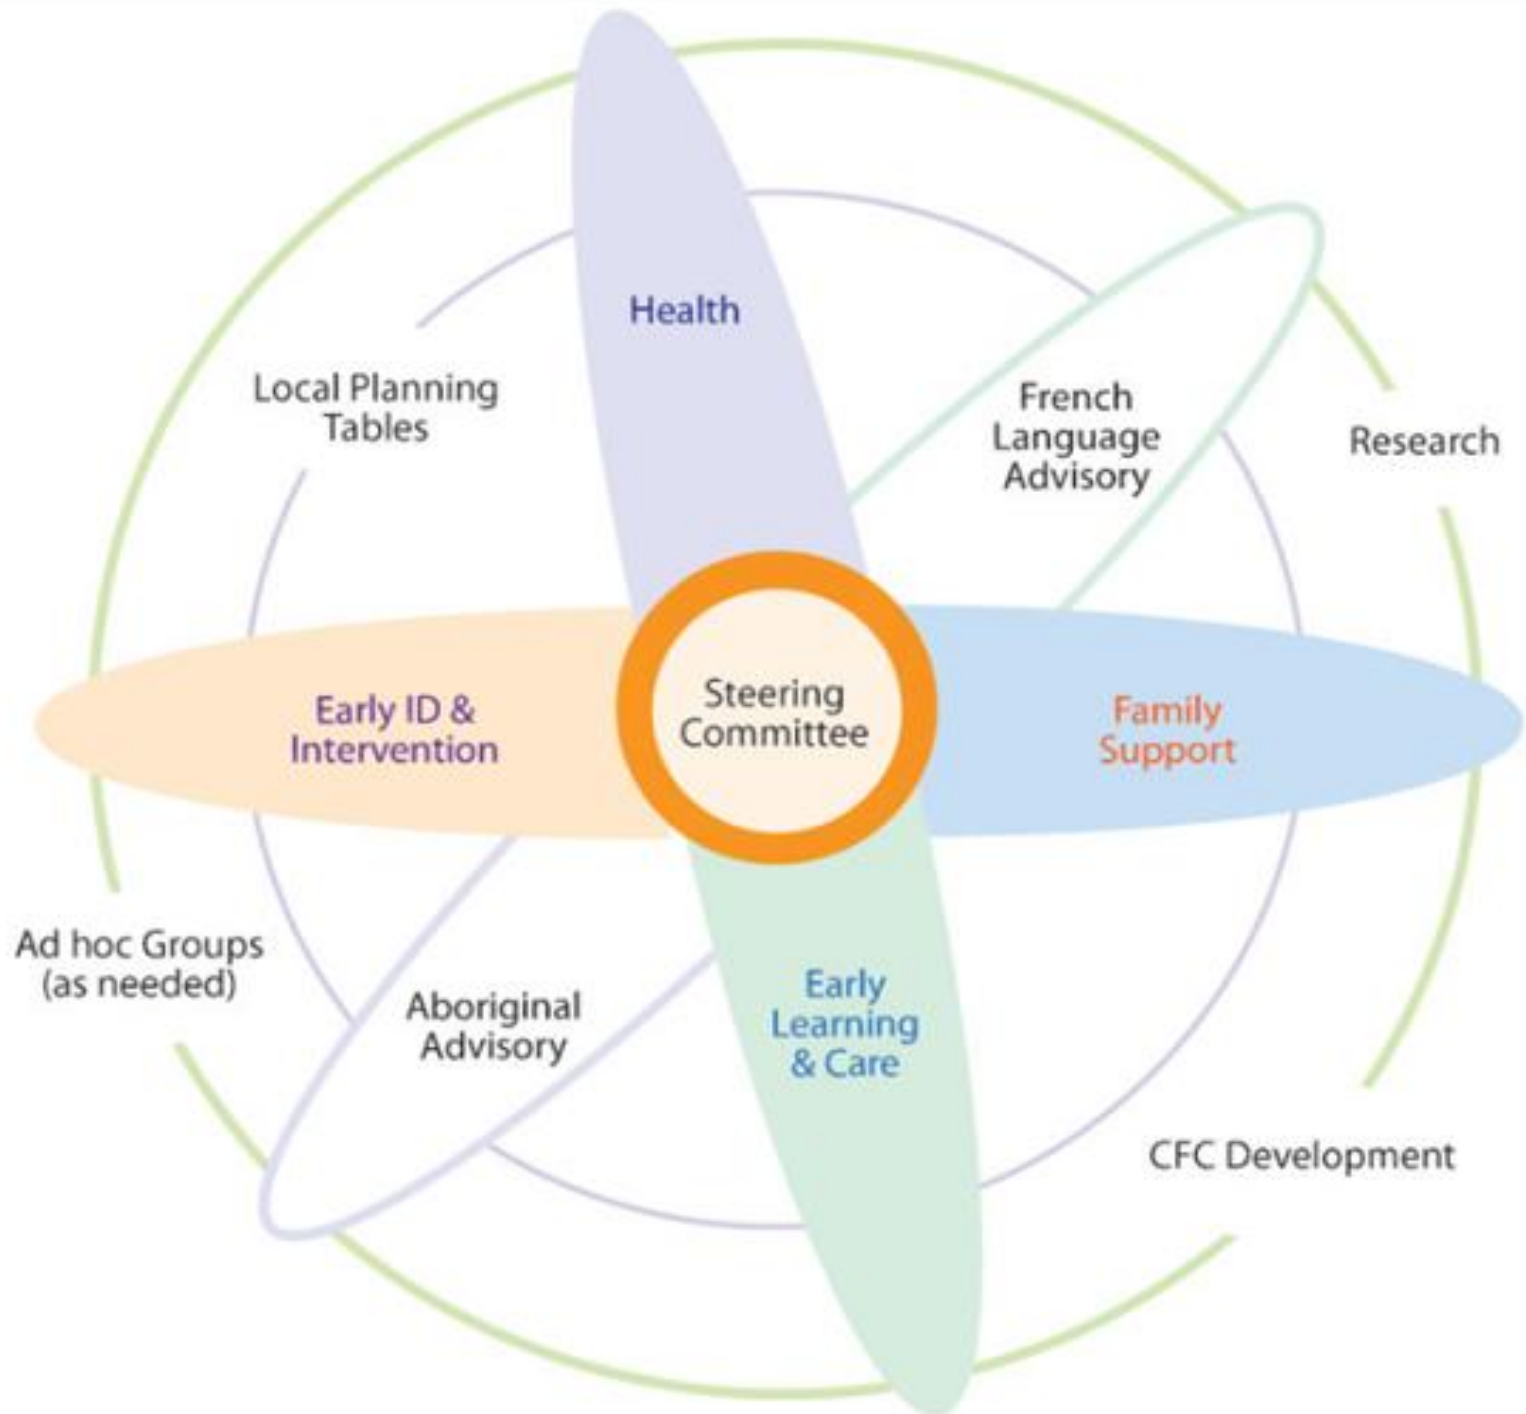 Health
Local Planning
Tables
French
Language
Advisory
Research
Early ID &
Intervention
Steering
Committee
Family
Support
Ad hoc Groups
(as needed)
Aboriginal
Advisory
Early
Learning
& Care
CFC Development